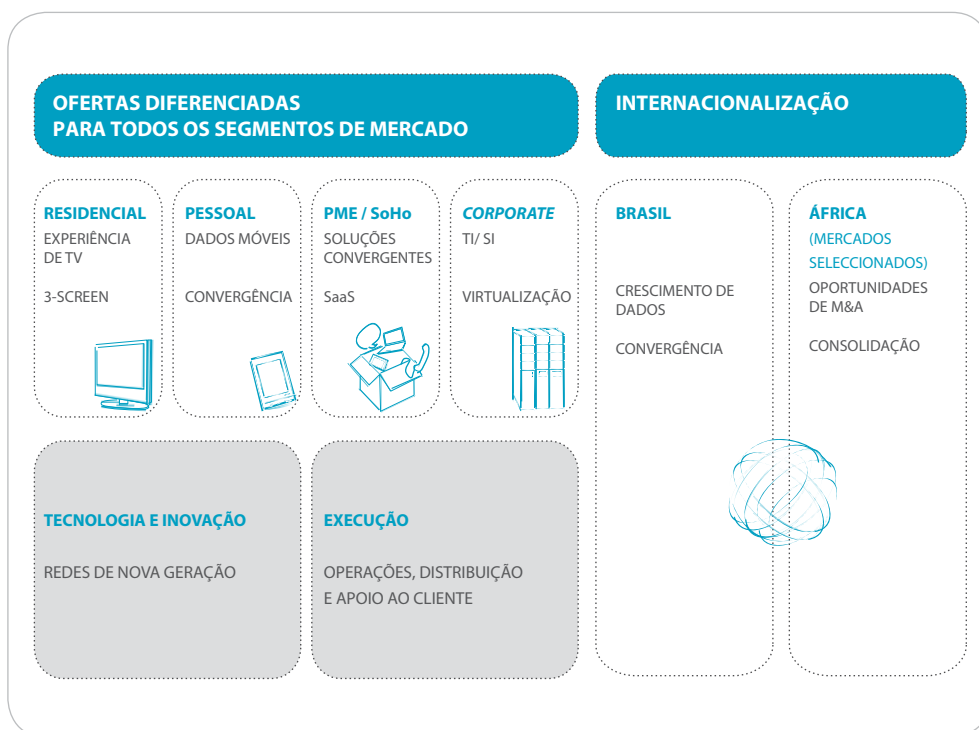 OFERTAS DIFERENCIADAS
PARA TODOS OS SEGMENTOS DE MERCADO
INTERNACIONALIZAÇÃO
RESIDENCIAL
EXPERIÊNCIA
DE TV
3-SCREEN
PESSOAL
DADOS MÓVEIS
CONVERGÊNCIA
PME / SoHo
SOLUÇÕES
CONVERGENTES
SaaS
CORPORATE
TI/ SI
VIRTUALIZAÇÃO
BRASIL
CRESCIMENTO DE
DADOS
CONVERGÊNCIA
ÁFRICA
(MERCADOS
SELECCIONADOS)
OPORTUNIDADES
DE M&A
CONSOLIDAÇÃO
TECNOLOGIA E INOVAÇÃO
REDES DE NOVA GERAÇÃO
EXECUÇÃO
OPERAÇÕES, DISTRIBUIÇÃO
E APOIO AO CLIENTE